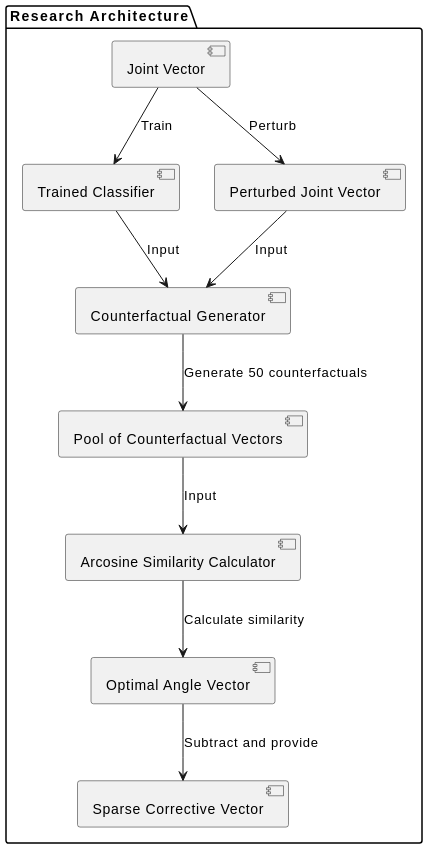 Research Architecture
Joint Vector
Train
Perturb
Trained Classifier
Perturbed Joint Vector
Input
Input
Counterfactual Generator
Generate 50 counterfactuals
Pool of Counterfactual Vectors
Input
Arcosine Similarity Calculator
Calculate similarity
Optimal Angle Vector
Subtract and provide
Sparse Corrective Vector